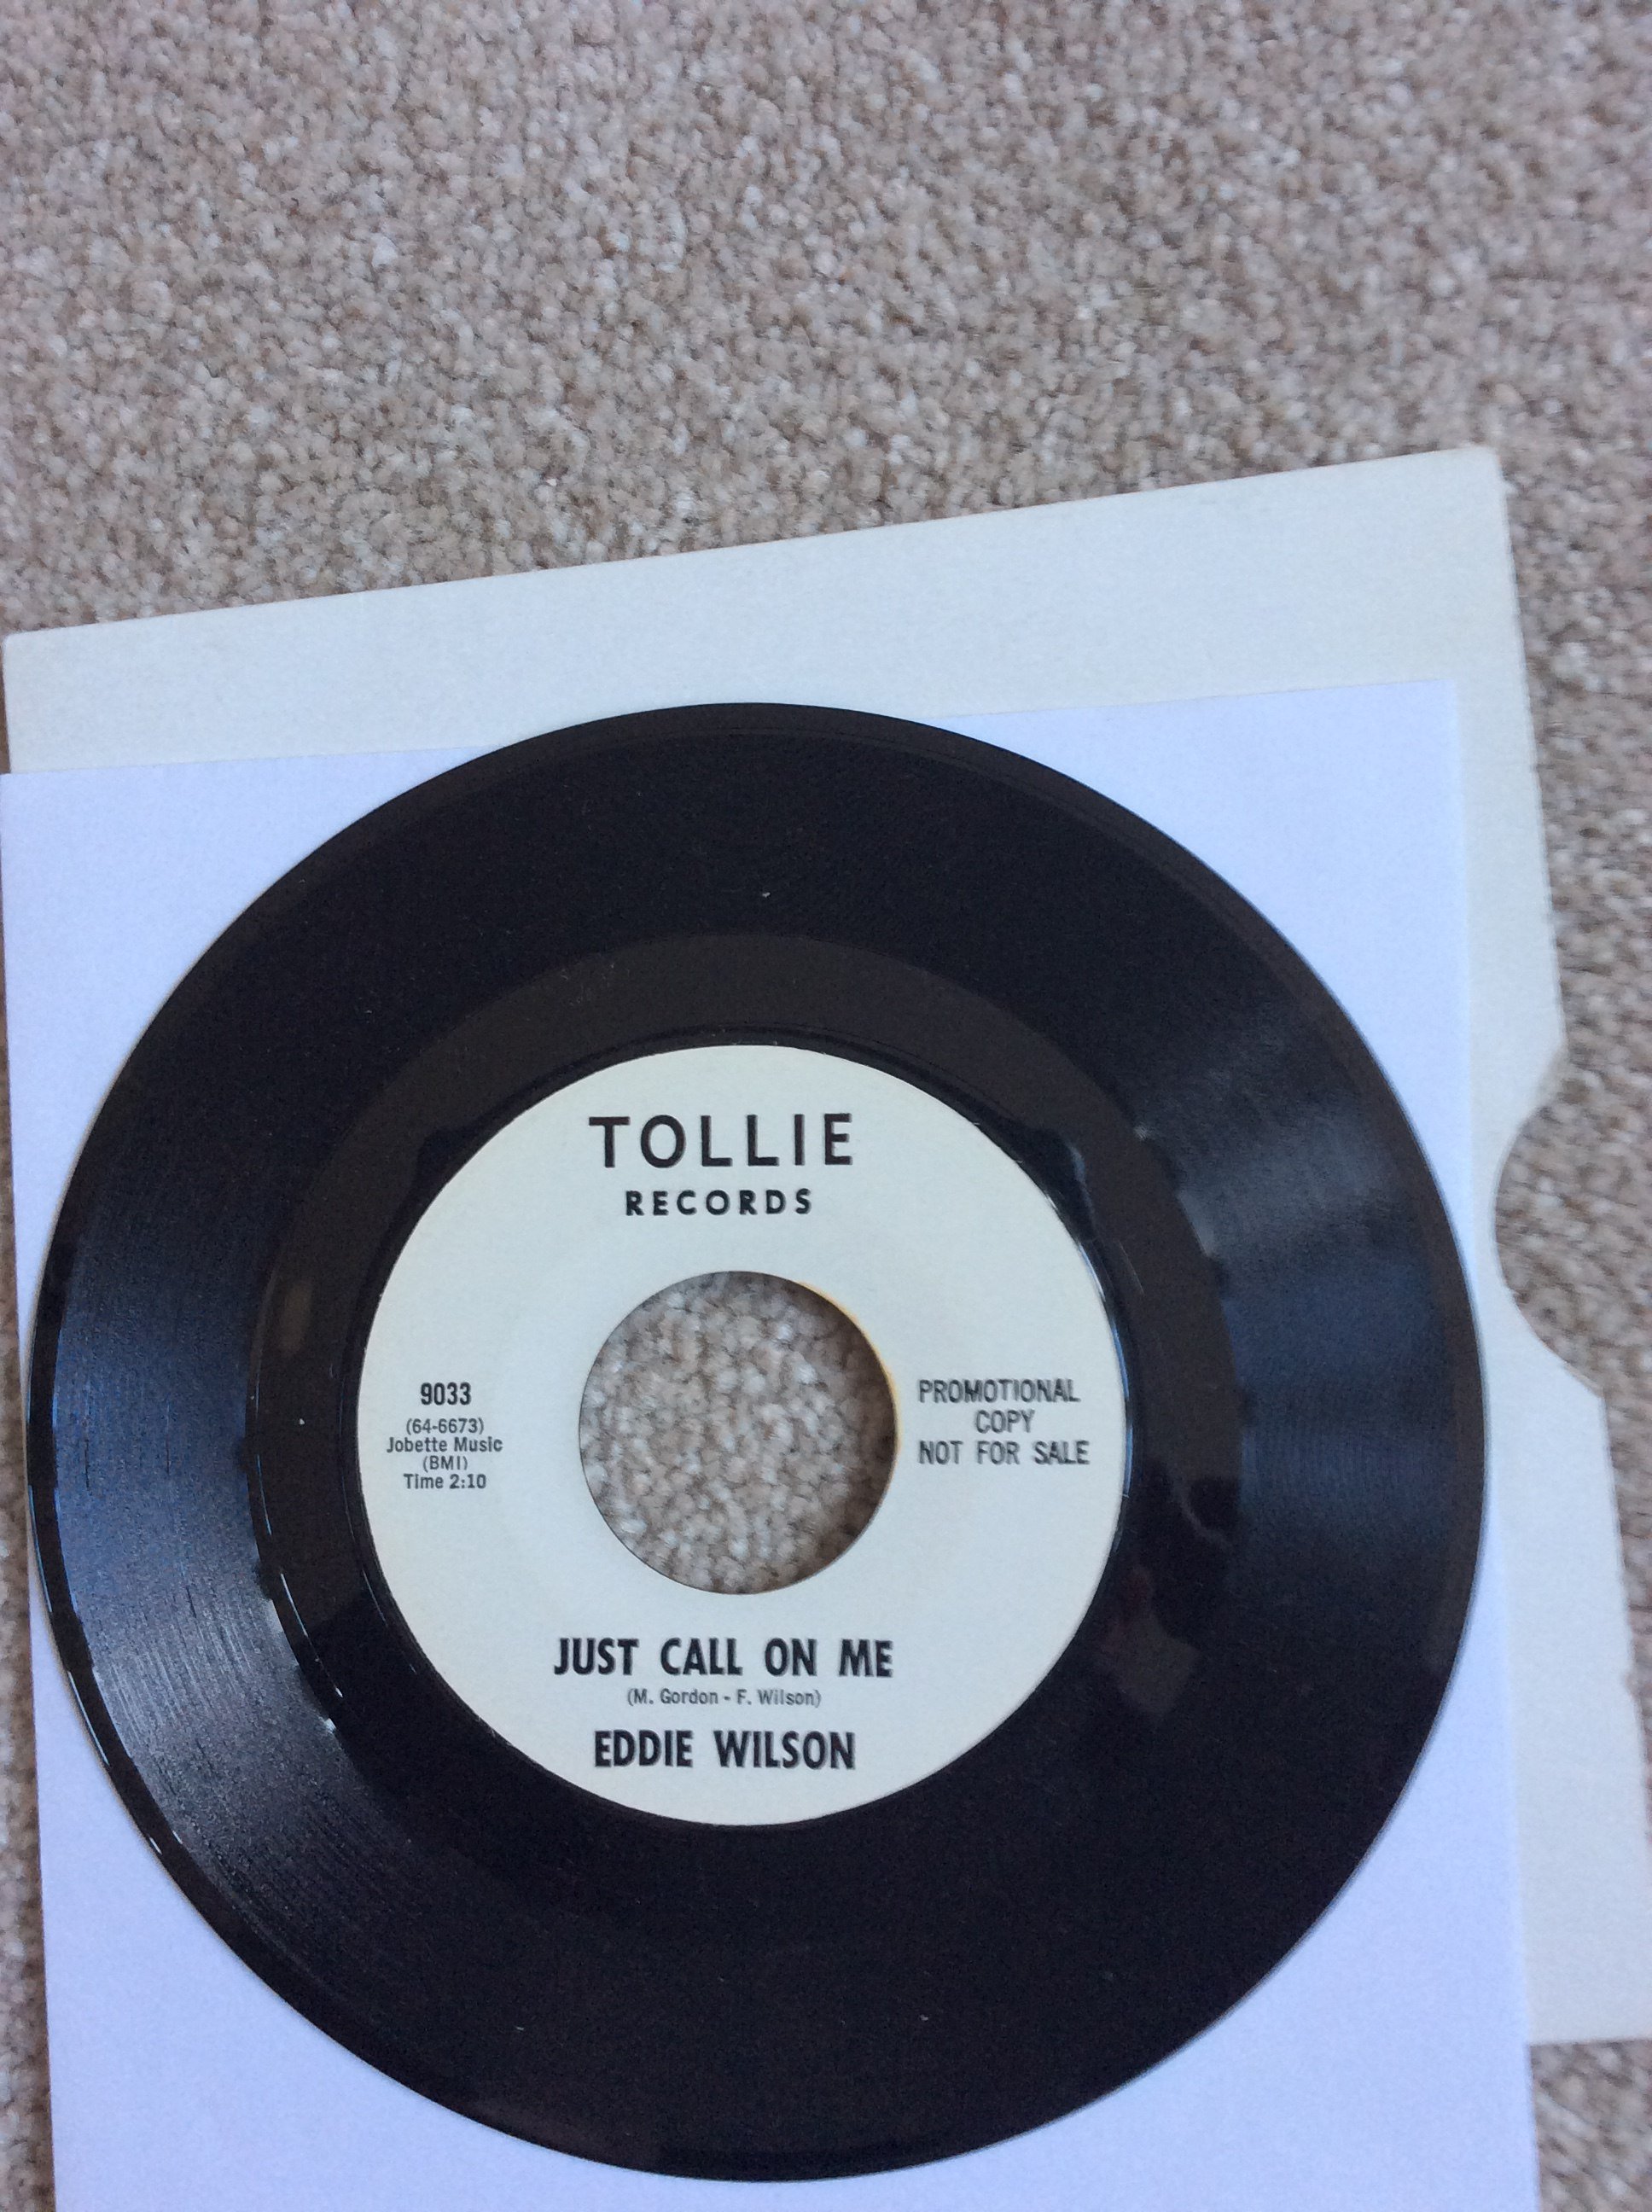 TOLLIE
RECORDS
9033
(64-6673)
Jobette Music
(BMI)
Time 2:10
PROMOTIONAL
COPY
NOT FOR SALE
JUST CALL ON ME
(M. Gordon - F. Wilson)
EDDIE WILSON